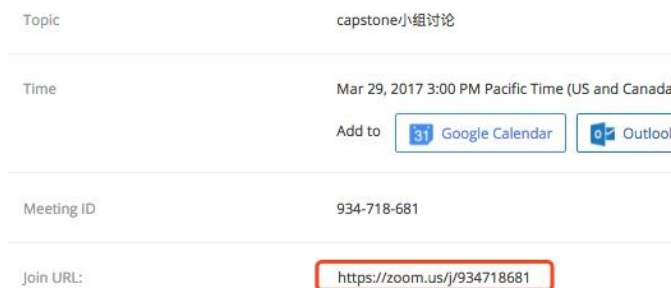 Topic capstone小组讨论
Time Mar 29, 2017 3:00 PM Pacific Time (US and Canada
Add to 31 Google Calendar Outlool
Meeting ID 934-718-681
Join URL: https://zoom.us/j/934718681